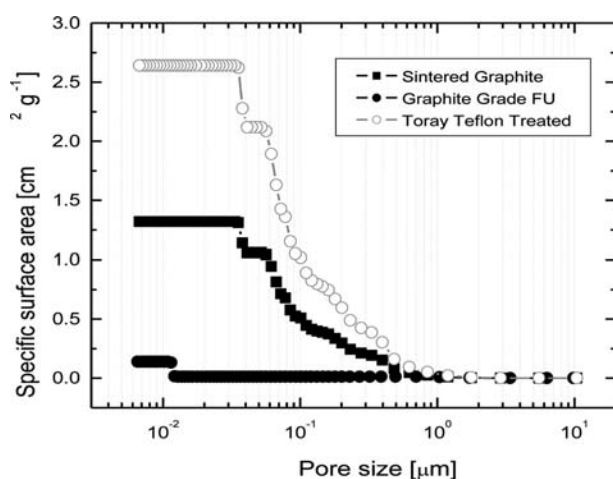 3.0
2.5
2.0
1.5
1.0
0.5
0.0
Specific surface area [cm² g⁻¹]
Sintered Graphite
Graphite Grade FU
Toray Teflon Treated
10⁻² 10⁻¹ 10⁰ 10¹
Pore size [μm]